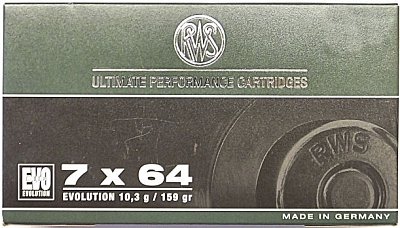 RWS
ULTIMATE PERFORMANCE CARTRIDGES
RWS
EVO
EVOLUTION
7 x 64
EVOLUTION 10,3 g / 159 gr
MADE IN GERMANY